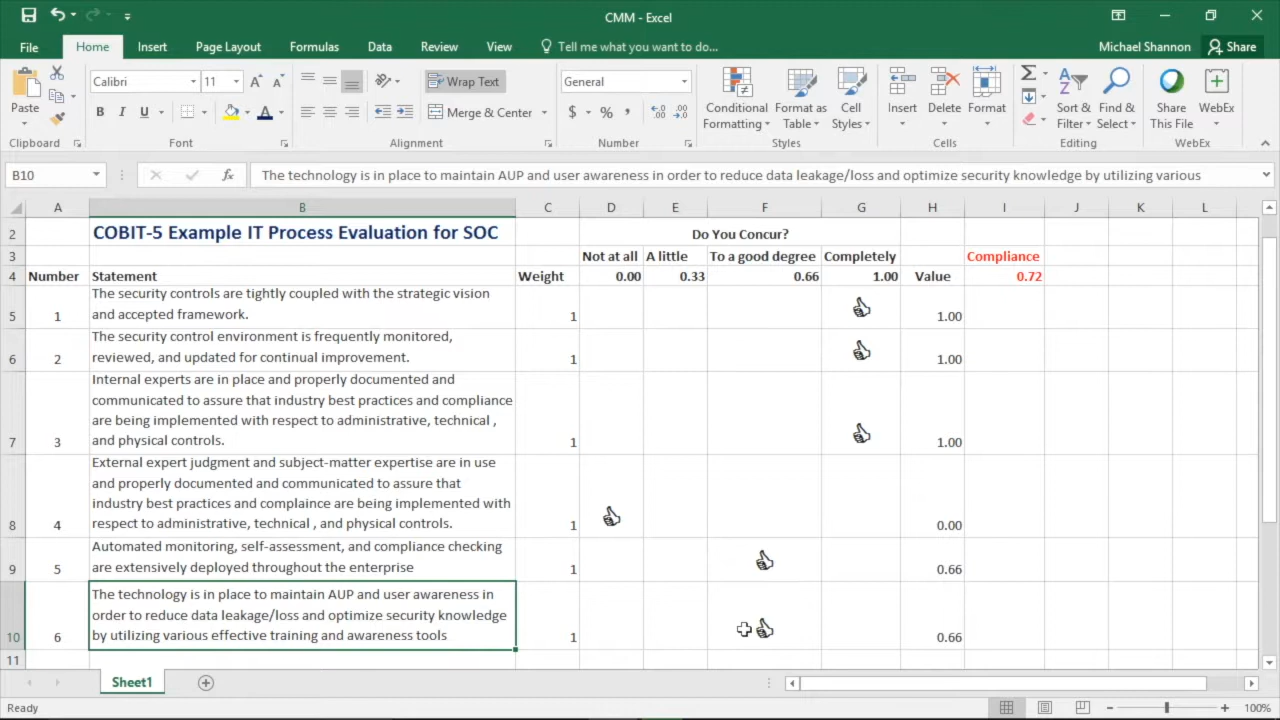 CMM - Excel
File Home Insert Page Layout Formulas Data Review View Tell me what you want to do... Michael Shannon Share
Calibri 11 Wrap Text General
Paste B I U Merge & Center $ % Conditional Formatting Format as Table Cell Styles Insert Delete Format Sort & Filter Find & Select Share This File WebEx
Clipboard Font Alignment Number Styles Cells Editing WebEx
B10 fx The technology is in place to maintain AUP and user awareness in order to reduce data leakage/loss and optimize security knowledge by utilizing various
A B C D E F G H I J K L
2 COBIT-5 Example IT Process Evaluation for SOC Do You Concur?
3 Not at all A little To a good degree Completely Compliance
4 Number Statement Weight 0.00 0.33 0.66 1.00 Value 0.72
The security controls are tightly coupled with the strategic vision
and accepted framework.
5 1 1 1.00
The security control environment is frequently monitored,
reviewed, and updated for continual improvement.
6 2 1 1.00
Internal experts are in place and properly documented and
communicated to assure that industry best practices and compliance
are being implemented with respect to administrative, technical ,
and physical controls.
7 3 1 1.00
External expert judgment and subject-matter expertise are in use
and properly documented and communicated to assure that
industry best practices and complaince are being implemented with
respect to administrative, technical , and physical controls.
8 4 1 0.00
Automated monitoring, self-assessment, and compliance checking
are extensively deployed throughout the enterprise
9 5 1 0.66
The technology is in place to maintain AUP and user awareness in
order to reduce data leakage/loss and optimize security knowledge
by utilizing various effective training and awareness tools
10 6 1 0.66
11
Sheet1
Ready 100%